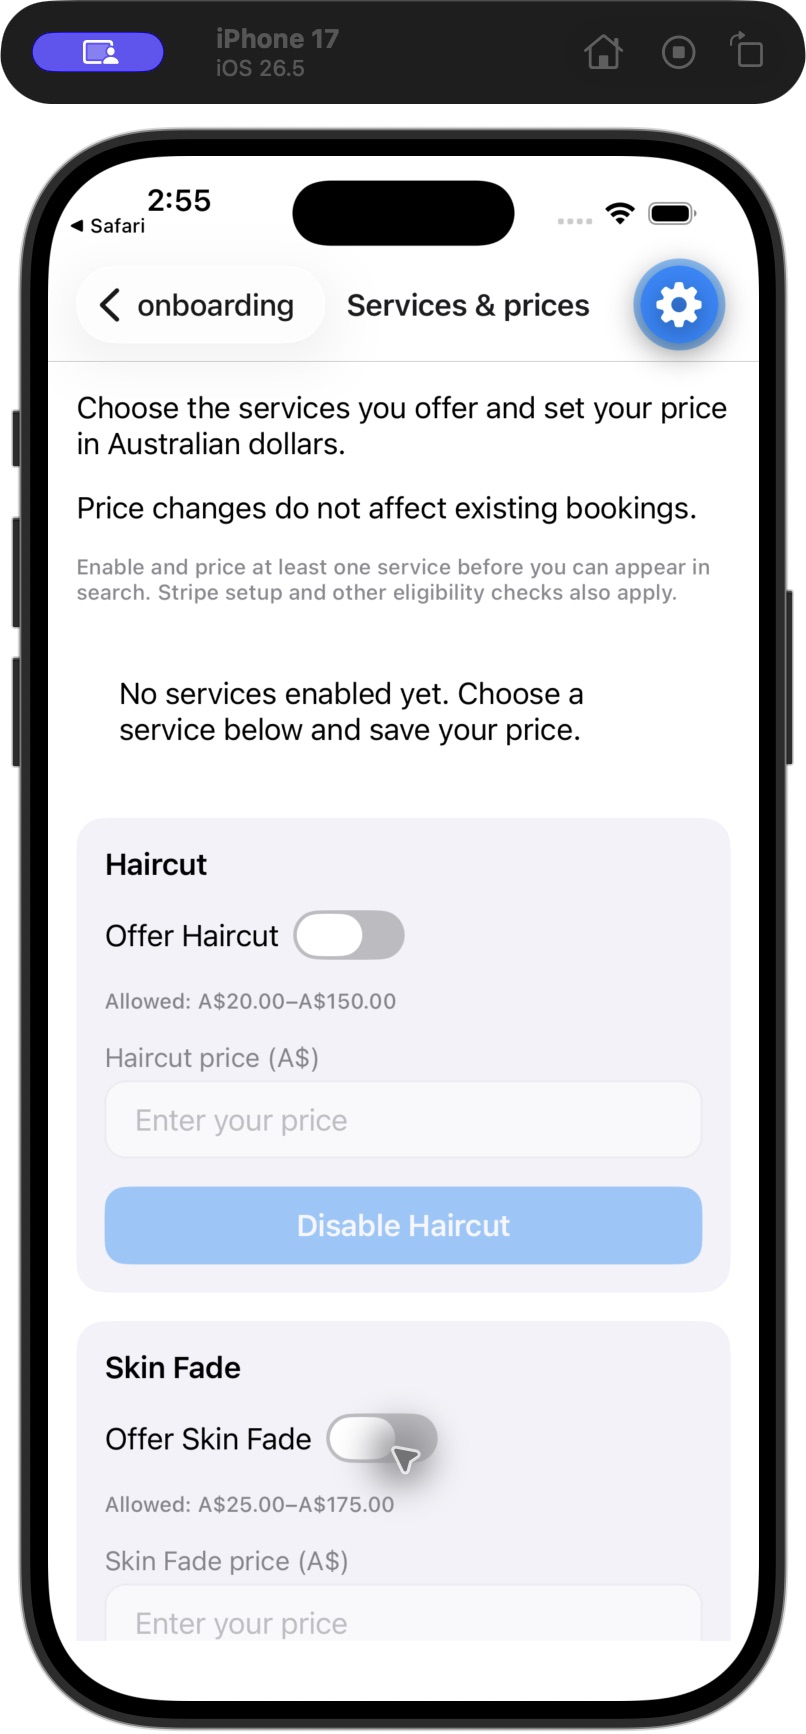 iPhone 17
iOS 26.5
2:55
◀ Safari
onboarding
Services & prices
Choose the services you offer and set your price
in Australian dollars.
Price changes do not affect existing bookings.
Enable and price at least one service before you can appear in
search. Stripe setup and other eligibility checks also apply.
No services enabled yet. Choose a
service below and save your price.
Haircut
Offer Haircut
Allowed: A$20.00–A$150.00
Haircut price (A$)
Enter your price
Disable Haircut
Skin Fade
Offer Skin Fade
Allowed: A$25.00–A$175.00
Skin Fade price (A$)
Enter your price